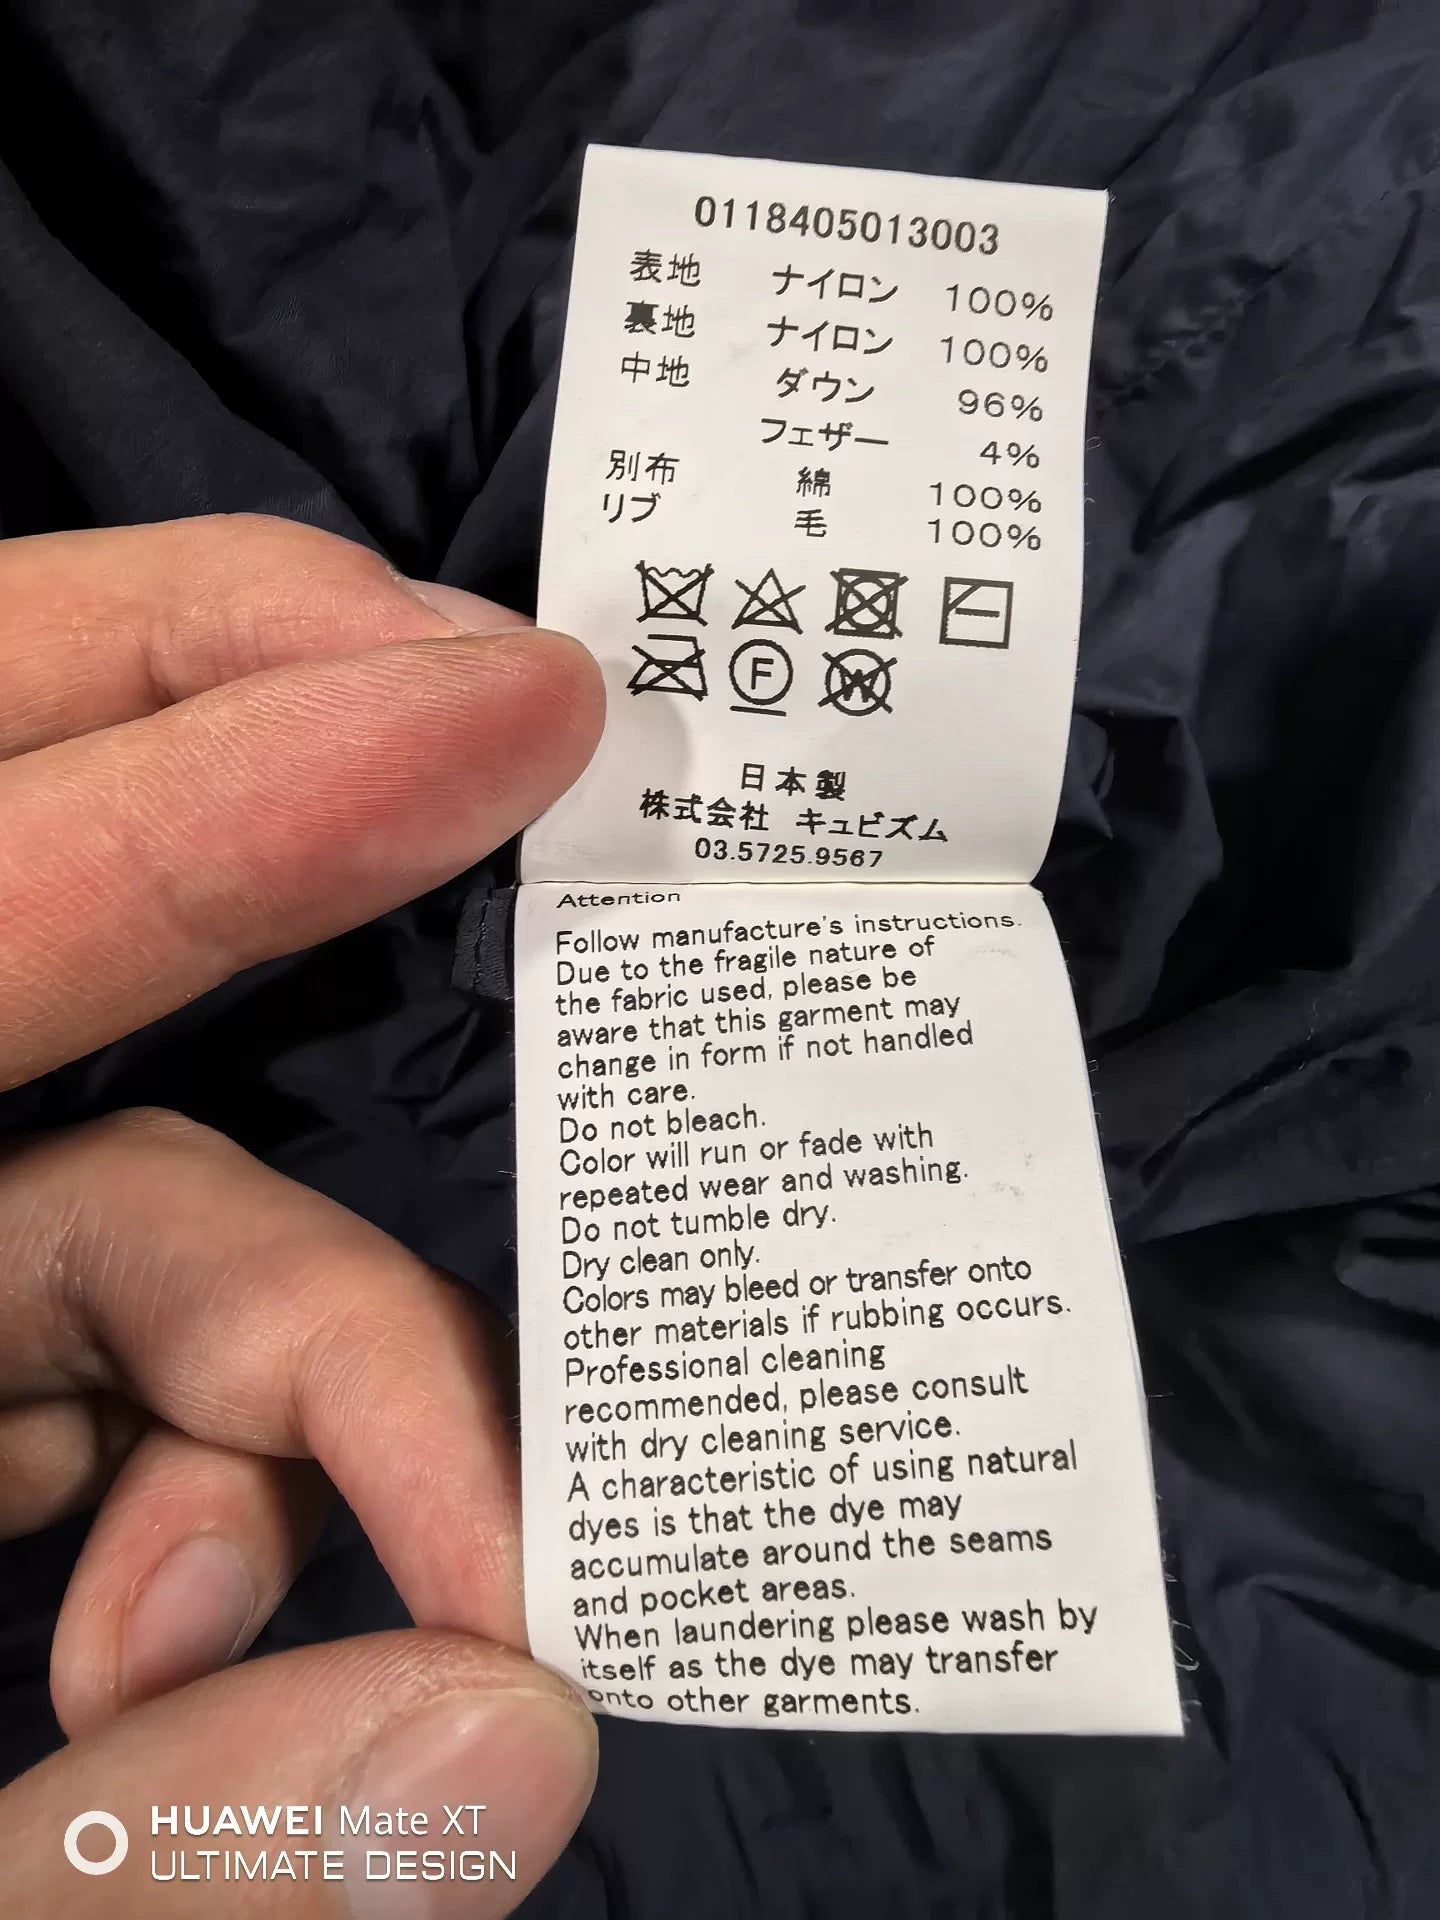 0118405013003
表地 ナイロン 100%
裏地 ナイロン 100%
中地 ダウン 96%
フェザー 4%
別布 綿 100%
リブ 毛 100%
F
W
日本製
株式会社 キュビズム
03.5725.9567
Attention
Follow manufacture's instructions.
Due to the fragile nature of
the fabric used, please be
aware that this garment may
change in form if not handled
with care.
Do not bleach.
Color will run or fade with
repeated wear and washing.
Do not tumble dry.
Dry clean only.
Colors may bleed or transfer onto
other materials if rubbing occurs.
Professional cleaning
recommended, please consult
with dry cleaning service.
A characteristic of using natural
dyes is that the dye may
accumulate around the seams
and pocket areas.
When laundering please wash by
itself as the dye may transfer
onto other garments.
HUAWEI Mate XT
ULTIMATE DESIGN